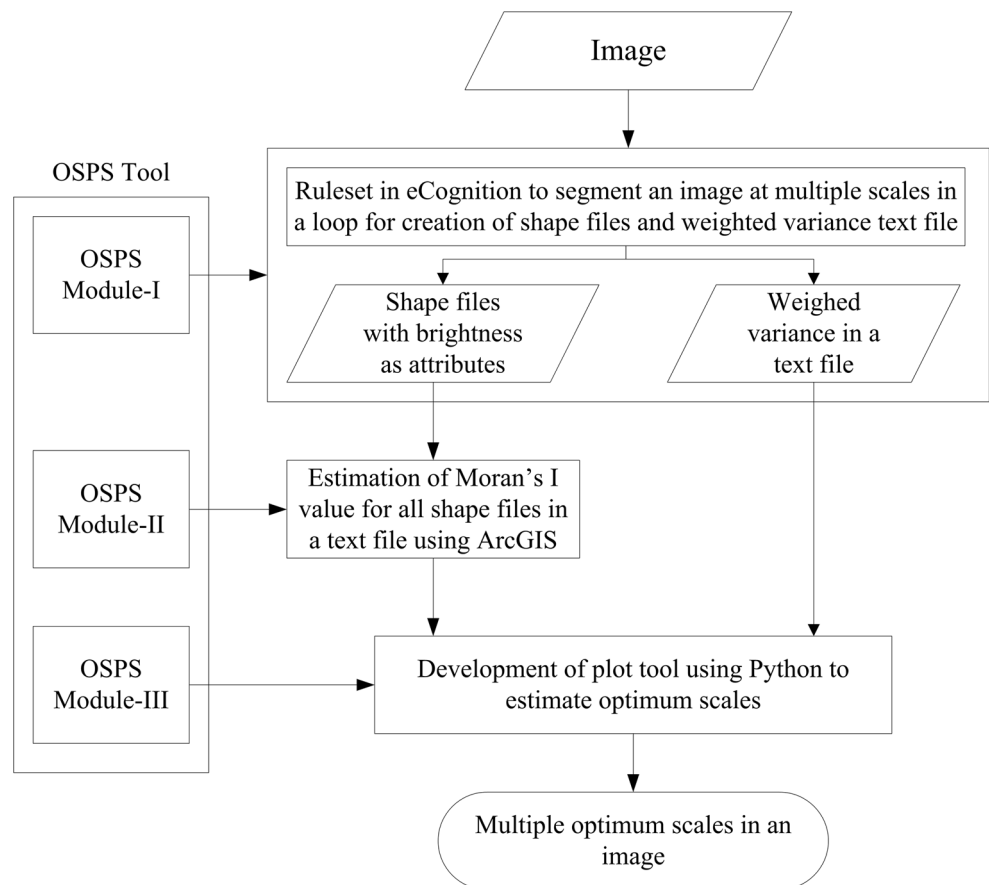 Image
OSPS Tool
Ruleset in eCognition to segment an image at multiple scales in
a loop for creation of shape files and weighted variance text file
OSPS
Module-I
Shape files
with brightness
as attributes
Weighed
variance in a
text file
OSPS
Module-II
Estimation of Moran’s I
value for all shape files in
a text file using ArcGIS
OSPS
Module-III
Development of plot tool using Python to
estimate optimum scales
Multiple optimum scales in an
image